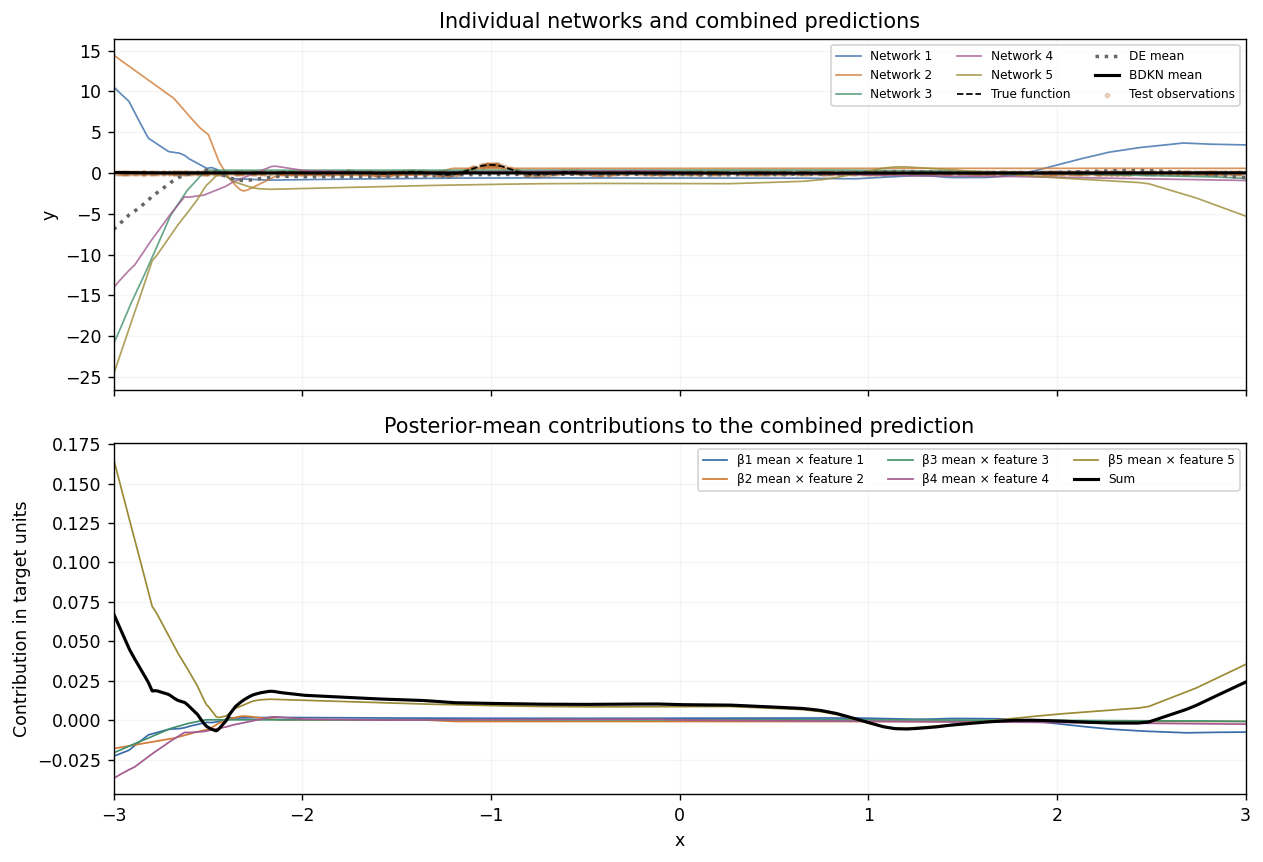 Individual networks and combined predictions
15
10
5
0
−5
−10
−15
−20
−25
y
Network 1
Network 2
Network 3
Network 4
Network 5
True function
DE mean
BDKN mean
Test observations
Posterior-mean contributions to the combined prediction
0.175
0.150
0.125
0.100
0.075
0.050
0.025
0.000
−0.025
Contribution in target units
β1 mean × feature 1
β2 mean × feature 2
β3 mean × feature 3
β4 mean × feature 4
β5 mean × feature 5
Sum
−3 −2 −1 0 1 2 3
x